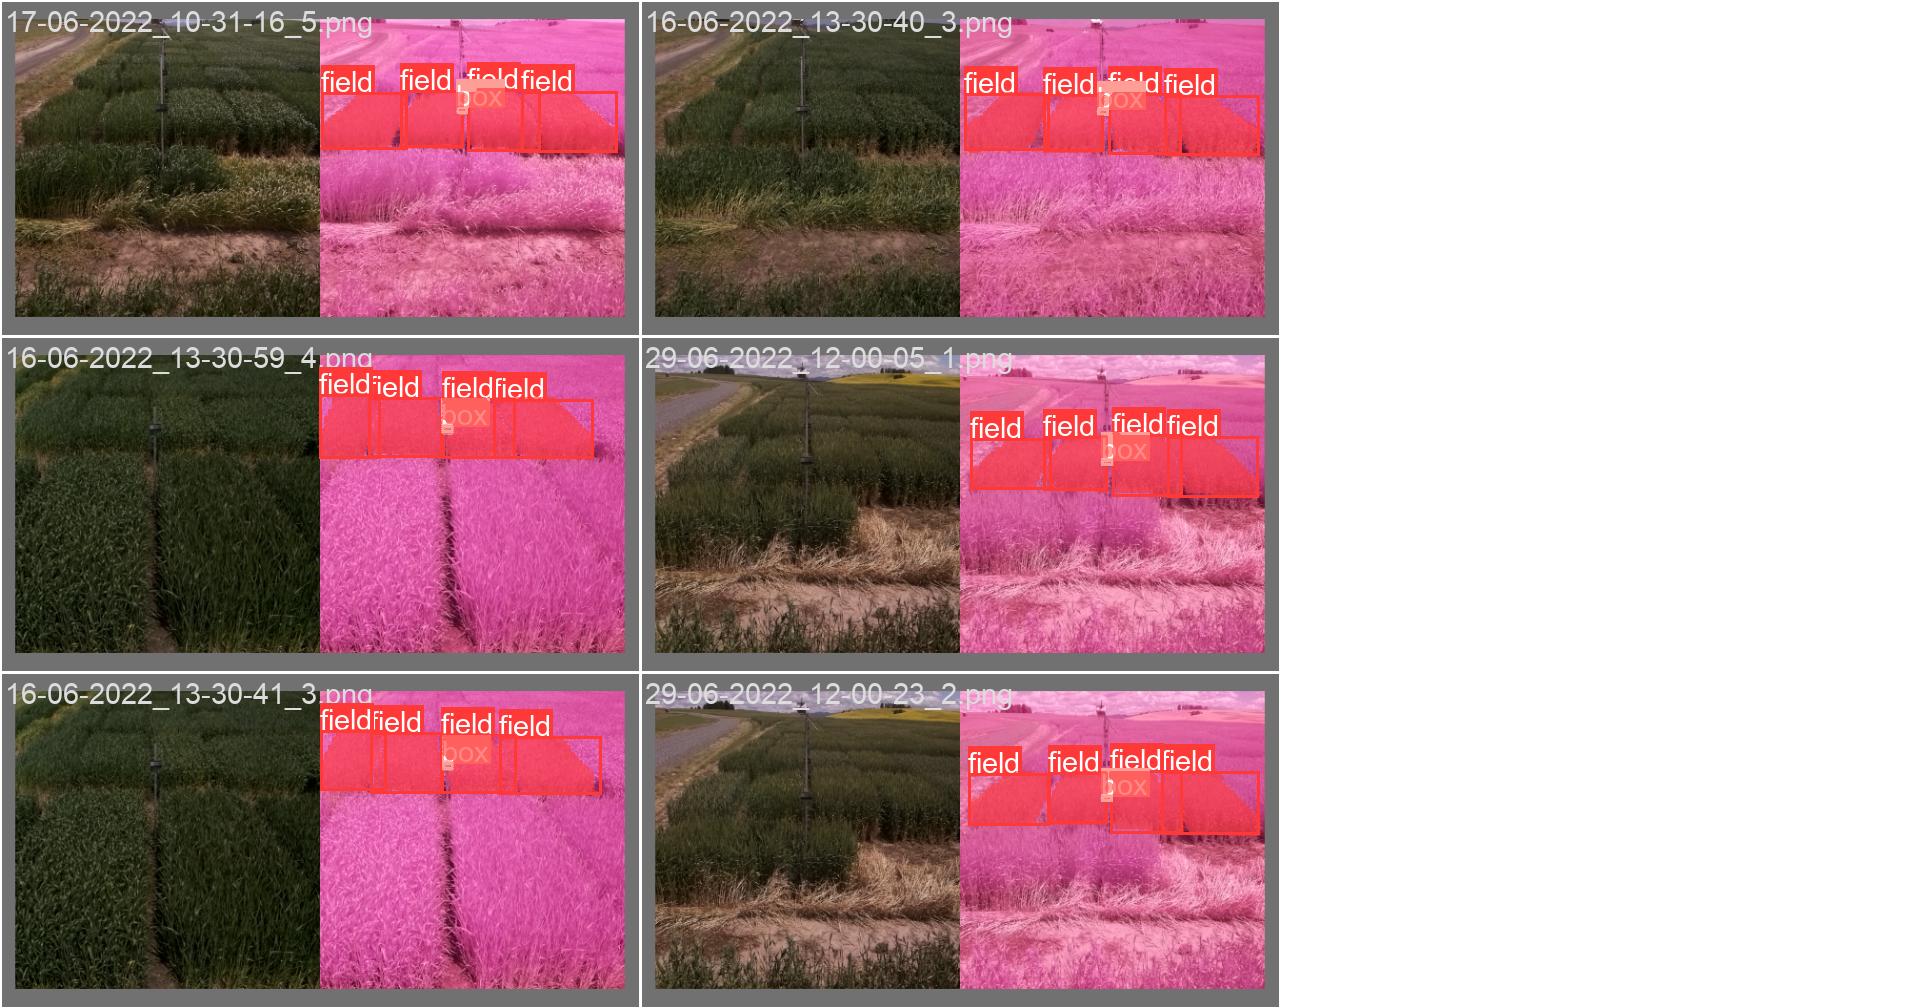 17-06-2022_10-31-16_5.png
field field field field
box
16-06-2022_13-30-40_3.png
field field field field
box
16-06-2022_13-30-59_4.png
field field field field
box
29-06-2022_12-00-05_1.png
field field field field
box
16-06-2022_13-30-41_3.png
field field field field
box
29-06-2022_12-00-23_2.png
field field field field
box